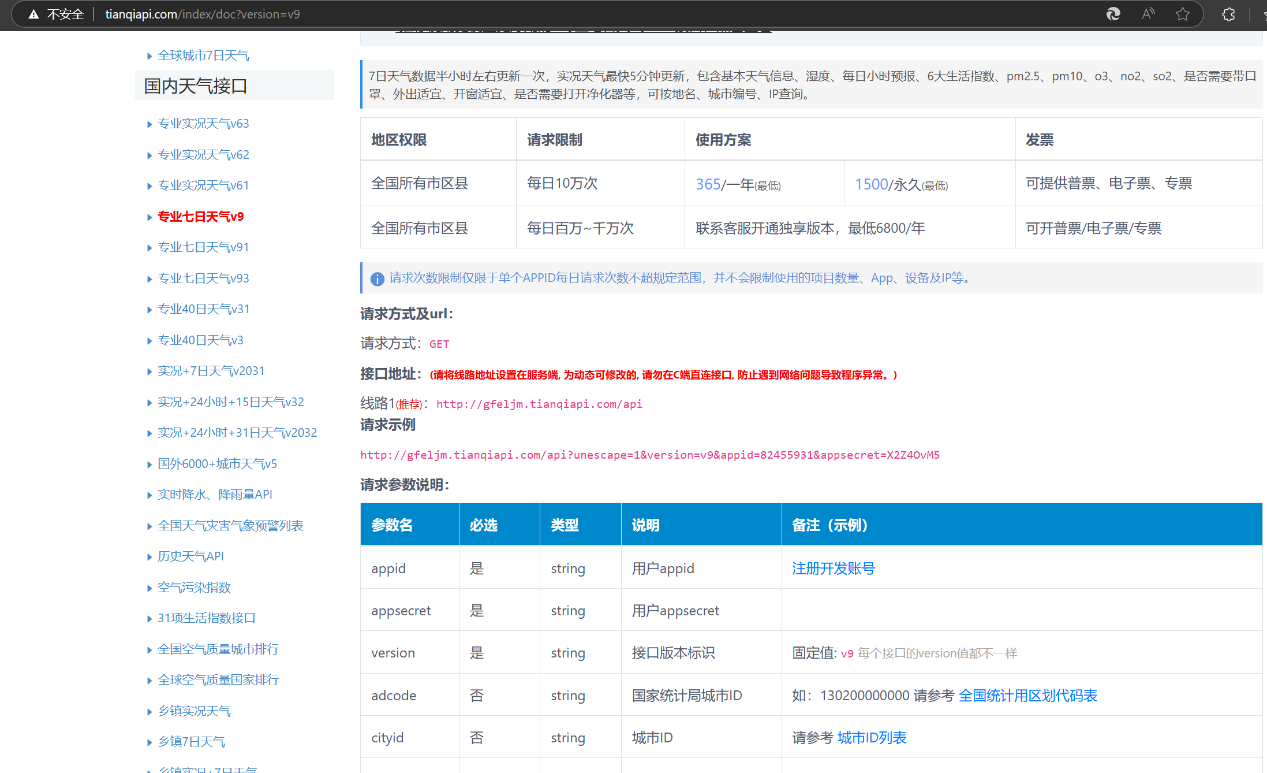 不安全 tianqiapi.com/index/doc?version=v9
全球城市7日天气
国内天气接口
专业实况天气v63
专业实况天气v62
专业实况天气v61
专业七日天气v9
专业七日天气v91
专业七日天气v93
专业40日天气v31
专业40日天气v3
实况+7日天气v2031
实况+24小时+15日天气v32
实况+24小时+31日天气v2032
国外6000+城市天气v5
实时降水、降雨量API
全国天气灾害气象预警列表
历史天气API
空气污染指数
31项生活指数接口
全国空气质量城市排行
全球空气质量国家排行
乡镇实况天气
乡镇7日天气
乡镇实况+7日天气
7日天气数据半小时左右更新一次，实况天气最快5分钟更新，包含基本天气信息、湿度、每日小时预报、6大生活指数、pm2.5、pm10、o3、no2、so2、是否需要带口
罩、外出适宜、开窗适宜、是否需要打开净化器等，可按地名、城市编号、IP查询。
地区权限 请求限制 使用方案 发票
全国所有市区县 每日10万次 365/一年(最低) 1500/永久(最低) 可提供普票、电子票、专票
全国所有市区县 每日百万~千万次 联系客服开通独享版本，最低6800/年 可开普票/电子票/专票
请求次数限制仅限于单个APPID每日请求次数不超规定范围，并不会限制使用的项目数量、App、设备及IP等。
请求方式及url：
请求方式：GET
接口地址：(请将线路地址设置在服务端, 为动态可修改的, 请勿在C端直连接口, 防止遇到网络问题导致程序异常。)
线路1(推荐)：http://gfeljm.tianqiapi.com/api
请求示例
http://gfeljm.tianqiapi.com/api?unescape=1&version=v9&appid=82455931&appsecret=X2Z4OvM5
请求参数说明：
参数名 必选 类型 说明 备注（示例）
appid 是 string 用户appid 注册开发账号
appsecret 是 string 用户appsecret
version 是 string 接口版本标识 固定值: v9 每个接口的version值都不一样
adcode 否 string 国家统计局城市ID 如：130200000000 请参考 全国统计用区划代码表
cityid 否 string 城市ID 请参考 城市ID列表